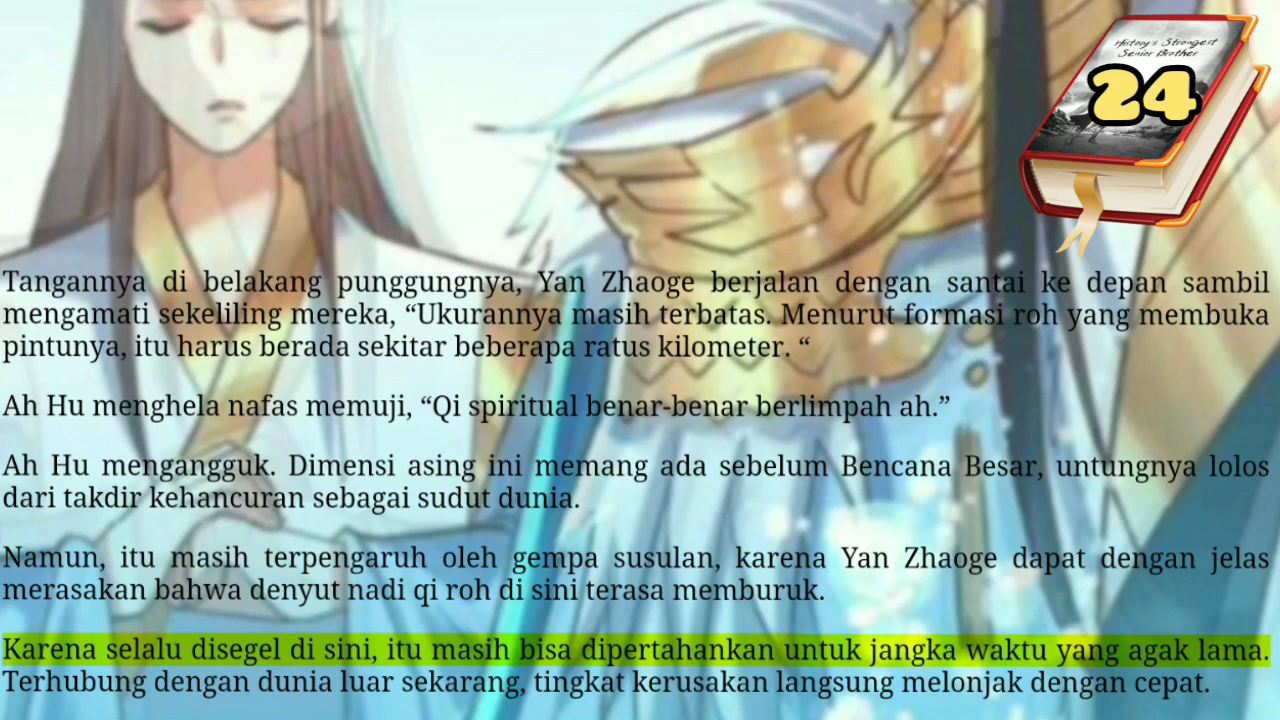 History's Strongest
Senior Brother
24
Tangannya di belakang punggungnya, Yan Zhaoge berjalan dengan santai ke depan sambil
mengamati sekeliling mereka, “Ukurannya masih terbatas. Menurut formasi roh yang membuka
pintunya, itu harus berada sekitar beberapa ratus kilometer. “
Ah Hu menghela nafas memuji, “Qi spiritual benar-benar berlimpah ah.”
Ah Hu mengangguk. Dimensi asing ini memang ada sebelum Bencana Besar, untungnya lolos
dari takdir kehancuran sebagai sudut dunia.
Namun, itu masih terpengaruh oleh gempa susulan, karena Yan Zhaoge dapat dengan jelas
merasakan bahwa denyut nadi qi roh di sini terasa memburuk.
Karena selalu disegel di sini, itu masih bisa dipertahankan untuk jangka waktu yang agak lama.
Terhubung dengan dunia luar sekarang, tingkat kerusakan langsung melonjak dengan cepat.